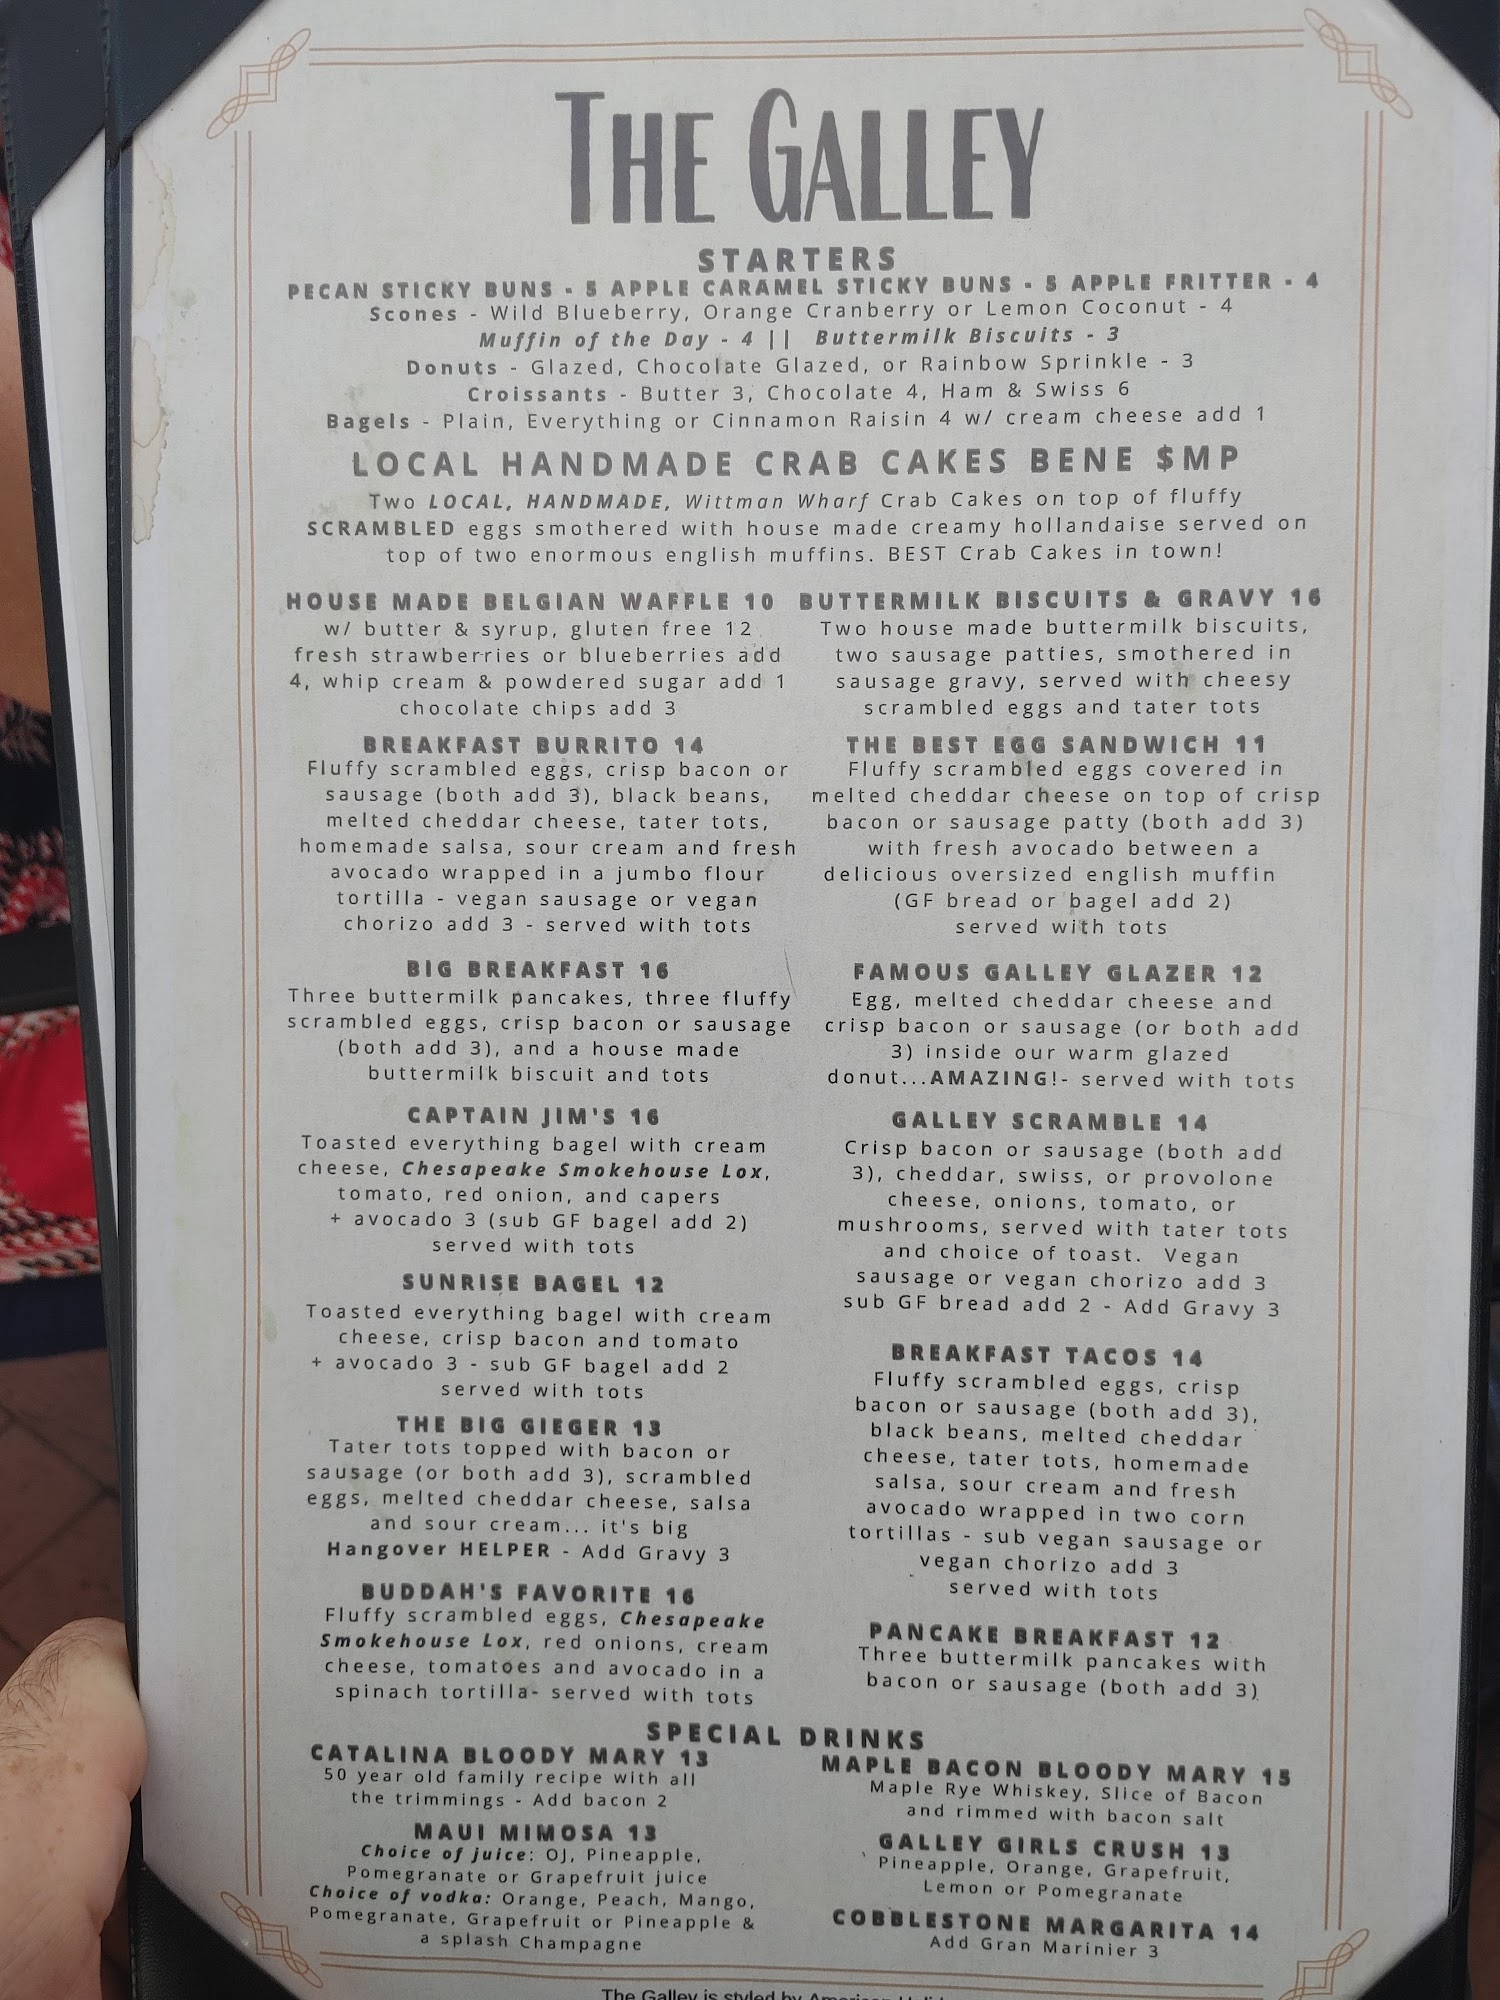 THE GALLEY
STARTERS
PECAN STICKY BUNS - 5 APPLE CARAMEL STICKY BUNS - 5 APPLE FRITTER - 4
Scones - Wild Blueberry, Orange Cranberry or Lemon Coconut - 4
Muffin of the Day - 4 || Buttermilk Biscuits - 3
Donuts - Glazed, Chocolate Glazed, or Rainbow Sprinkle - 3
Croissants - Butter 3, Chocolate 4, Ham & Swiss 6
Bagels - Plain, Everything or Cinnamon Raisin 4 w/ cream cheese add 1
LOCAL HANDMADE CRAB CAKES BENE $MP
Two LOCAL, HANDMADE, Wittman Wharf Crab Cakes on top of fluffy
SCRAMBLED eggs smothered with house made creamy hollandaise served on
top of two enormous english muffins. BEST Crab Cakes in town!
HOUSE MADE BELGIAN WAFFLE 10
w/ butter & syrup, gluten free 12
fresh strawberries or blueberries add
4, whip cream & powdered sugar add 1
chocolate chips add 3
BREAKFAST BURRITO 14
Fluffy scrambled eggs, crisp bacon or
sausage (both add 3), black beans,
melted cheddar cheese, tater tots,
homemade salsa, sour cream and fresh
avocado wrapped in a jumbo flour
tortilla - vegan sausage or vegan
chorizo add 3 - served with tots
BIG BREAKFAST 16
Three buttermilk pancakes, three fluffy
scrambled eggs, crisp bacon or sausage
(both add 3), and a house made
buttermilk biscuit and tots
CAPTAIN JIM'S 16
Toasted everything bagel with cream
cheese, Chesapeake Smokehouse Lox,
tomato, red onion, and capers
+ avocado 3 (sub GF bagel add 2)
served with tots
SUNRISE BAGEL 12
Toasted everything bagel with cream
cheese, crisp bacon and tomato
+ avocado 3 - sub GF bagel add 2
served with tots
THE BIG GIEGER 13
Tater tots topped with bacon or
sausage (or both add 3), scrambled
eggs, melted cheddar cheese, salsa
and sour cream... it's big
Hangover HELPER - Add Gravy 3
BUDDAH'S FAVORITE 16
Fluffy scrambled eggs, Chesapeake
Smokehouse Lox, red onions, cream
cheese, tomatoes and avocado in a
spinach tortilla- served with tots
BUTTERMILK BISCUITS & GRAVY 16
Two house made buttermilk biscuits,
two sausage patties, smothered in
sausage gravy, served with cheesy
scrambled eggs and tater tots
THE BEST EGG SANDWICH 11
Fluffy scrambled eggs covered in
melted cheddar cheese on top of crisp
bacon or sausage patty (both add 3)
with fresh avocado between a
delicious oversized english muffin
(GF bread or bagel add 2)
served with tots
FAMOUS GALLEY GLAZER 12
Egg, melted cheddar cheese and
crisp bacon or sausage (or both add
3) inside our warm glazed
donut...AMAZING!- served with tots
GALLEY SCRAMBLE 14
Crisp bacon or sausage (both add
3), cheddar, swiss, or provolone
cheese, onions, tomato, or
mushrooms, served with tater tots
and choice of toast. Vegan
sausage or vegan chorizo add 3
sub GF bread add 2 - Add Gravy 3
BREAKFAST TACOS 14
Fluffy scrambled eggs, crisp
bacon or sausage (both add 3),
black beans, melted cheddar
cheese, tater tots, homemade
salsa, sour cream and fresh
avocado wrapped in two corn
tortillas - sub vegan sausage or
vegan chorizo add 3
served with tots
PANCAKE BREAKFAST 12
Three buttermilk pancakes with
bacon or sausage (both add 3)
SPECIAL DRINKS
CATALINA BLOODY MARY 13
50 year old family recipe with all
the trimmings - Add bacon 2
MAUI MIMOSA 13
Choice of juice: OJ, Pineapple,
Pomegranate or Grapefruit juice
Choice of vodka: Orange, Peach, Mango,
Pomegranate, Grapefruit or Pineapple &
a splash Champagne
MAPLE BACON BLOODY MARY 15
Maple Rye Whiskey, Slice of Bacon
and rimmed with bacon salt
GALLEY GIRLS CRUSH 13
Pineapple, Orange, Grapefruit,
Lemon or Pomegranate
COBBLESTONE MARGARITA 14
Add Gran Marinier 3
The Galley is styled by American